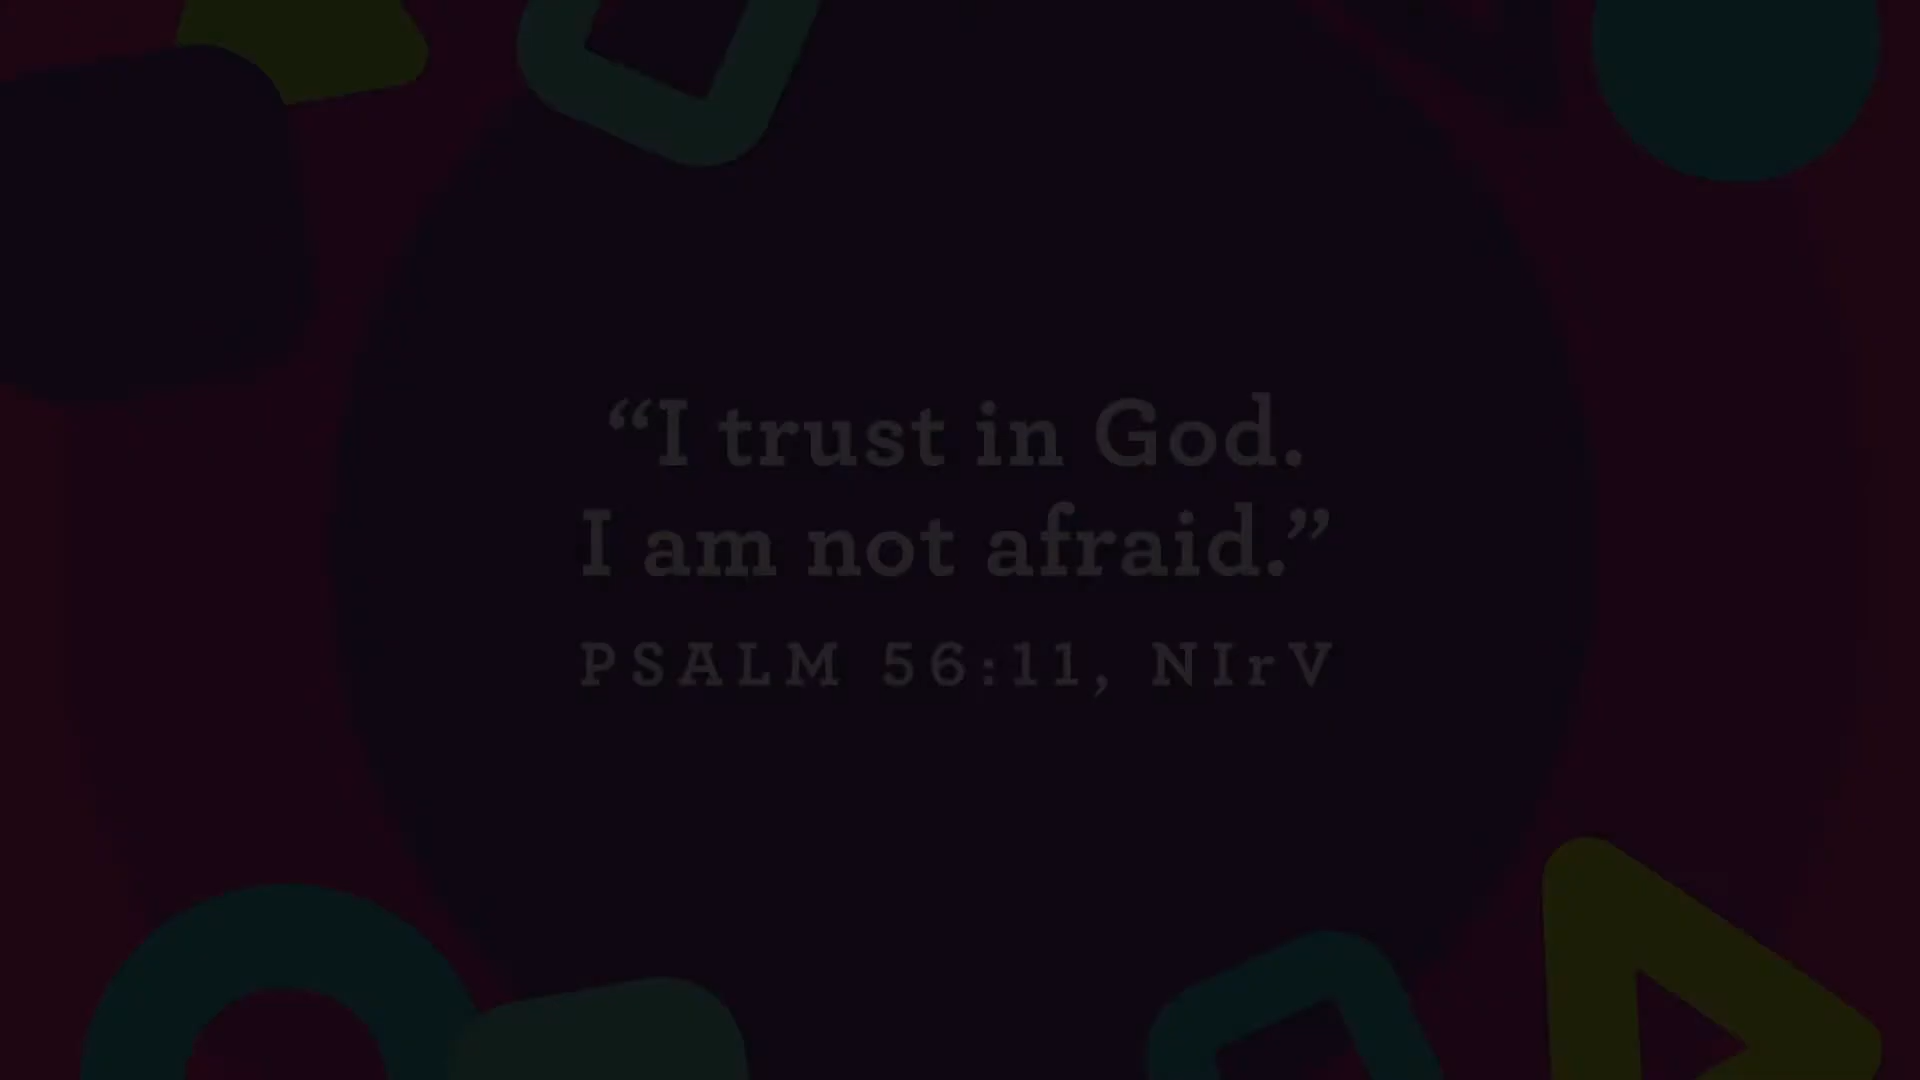 “I trust in God.
I am not afraid.”
PSALM 56:11, NIrV